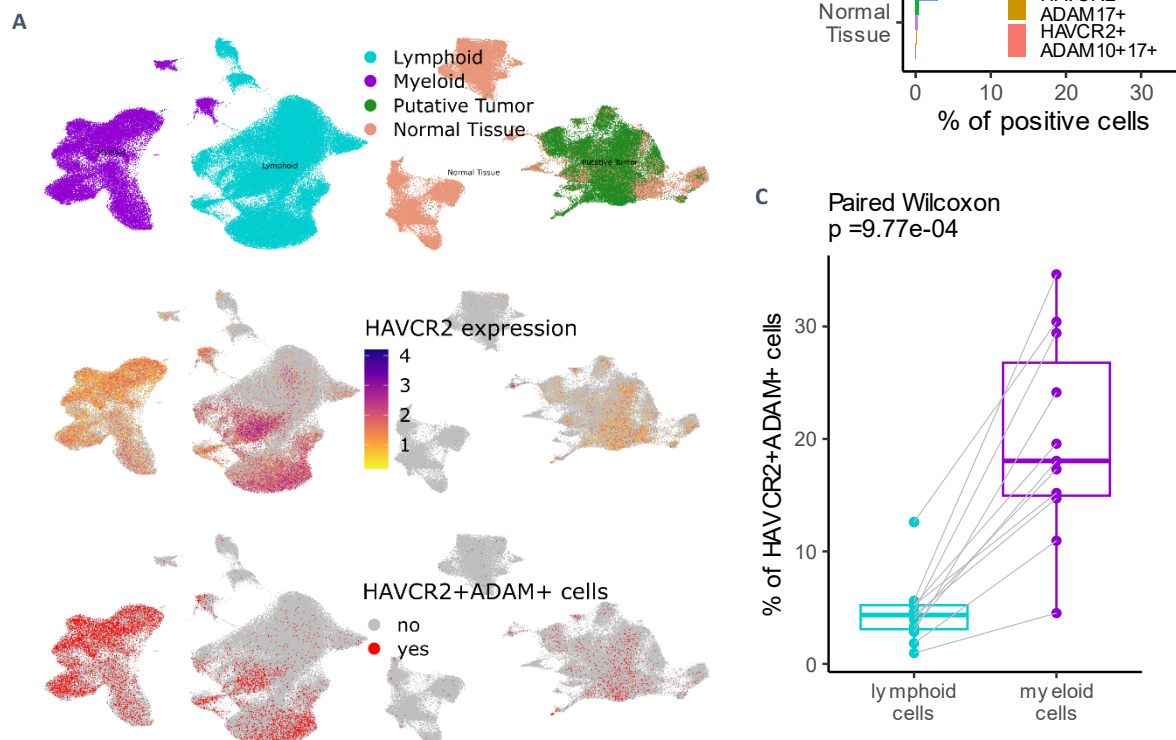 A
Lymphoid
Myeloid
Putative Tumor
Normal Tissue
Myeloid
Lymphoid
Normal Tissue
Putative Tumor
HAVCR2 expression
4
3
2
1
HAVCR2+ADAM+ cells
no
yes
Normal
Tissue
ADAM17+
HAVCR2+
ADAM10+17+
0 10 20 30
% of positive cells
C
Paired Wilcoxon
p =9.77e-04
% of HAVCR2+ADAM+ cells
30
20
10
0
lymphoid
cells
myeloid
cells